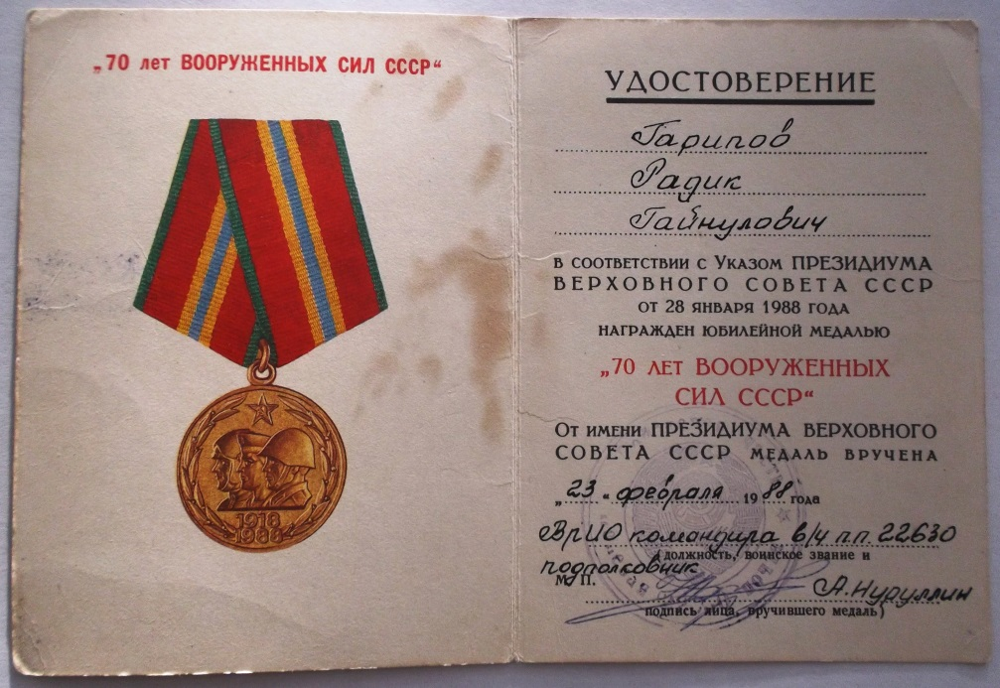 „70 лет ВООРУЖЕННЫХ СИЛ СССР“
1918
1988
УДОСТОВЕРЕНИЕ
Гарипов
Радик
Гайнулович
в соответствии с Указом ПРЕЗИДИУМА
ВЕРХОВНОГО СОВЕТА СССР
от 28 января 1988 года
награжден юбилейной медалью
„70 лет ВООРУЖЕННЫХ
СИЛ СССР“
От имени ПРЕЗИДИУМА ВЕРХОВНОГО
СОВЕТА СССР медаль вручена
„23“ февраля 1988 года
ВрИО командира в/ч пп. 22630
(должность, воинское звание и
подполковник
М. П.
А. Нуруллин
подпись лица, вручившего медаль)